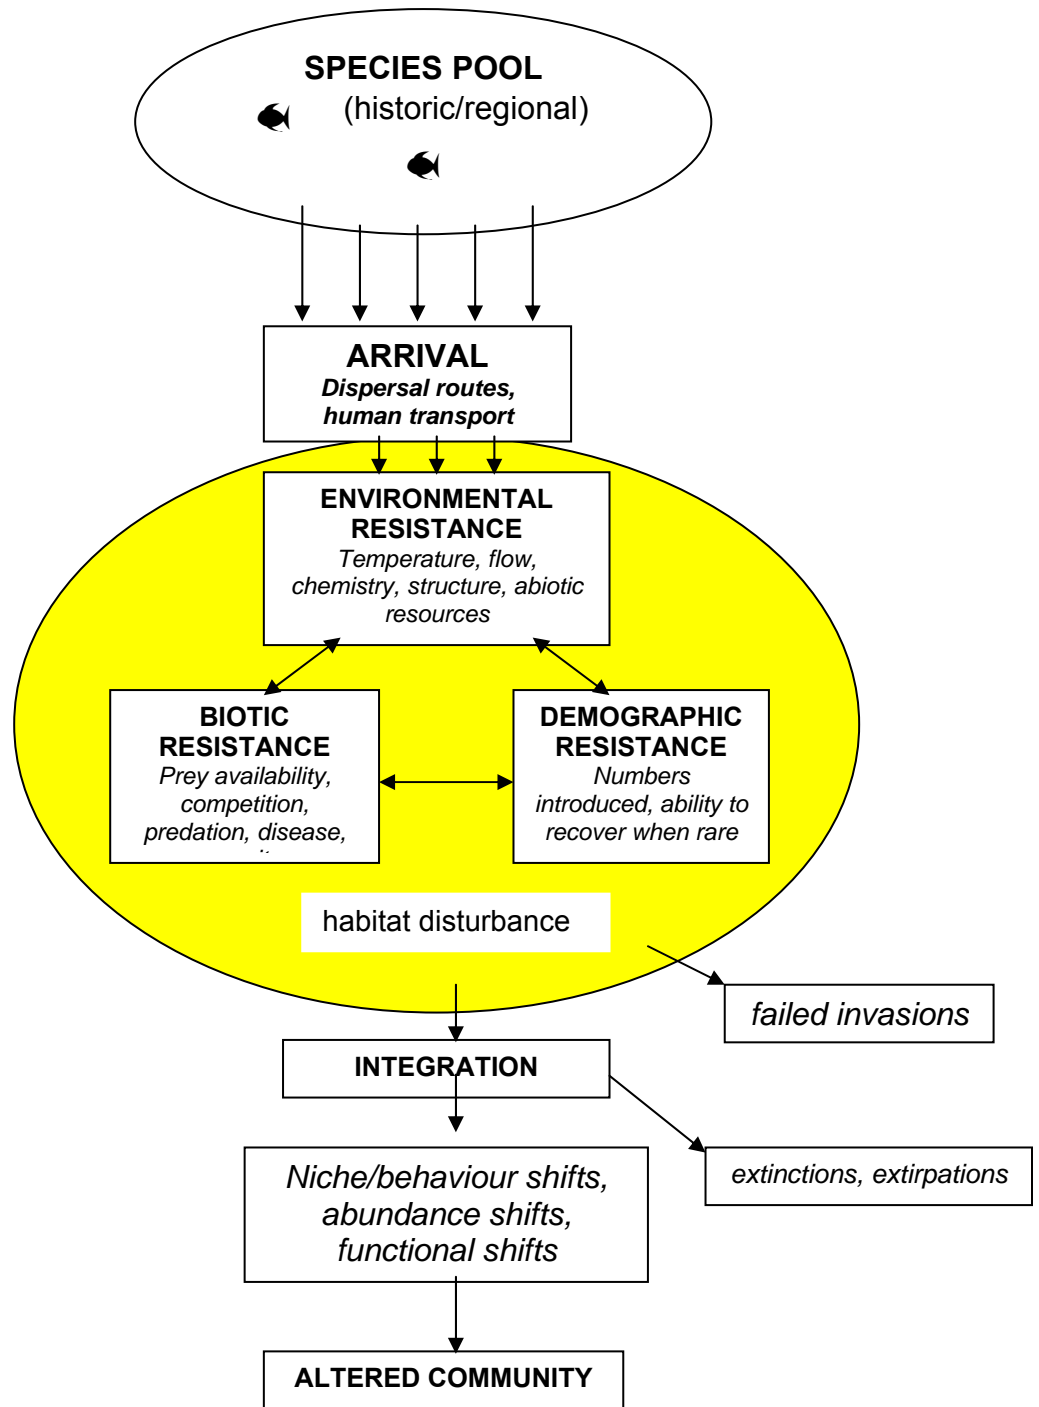 SPECIES POOL
(historic/regional)
ARRIVAL
Dispersal routes,
human transport
ENVIRONMENTAL
RESISTANCE
Temperature, flow,
chemistry, structure, abiotic
resources
BIOTIC
RESISTANCE
Prey availability,
competition,
predation, disease,
DEMOGRAPHIC
RESISTANCE
Numbers
introduced, ability to
recover when rare
habitat disturbance
failed invasions
INTEGRATION
Niche/behaviour shifts,
abundance shifts,
functional shifts
extinctions, extirpations
ALTERED COMMUNITY